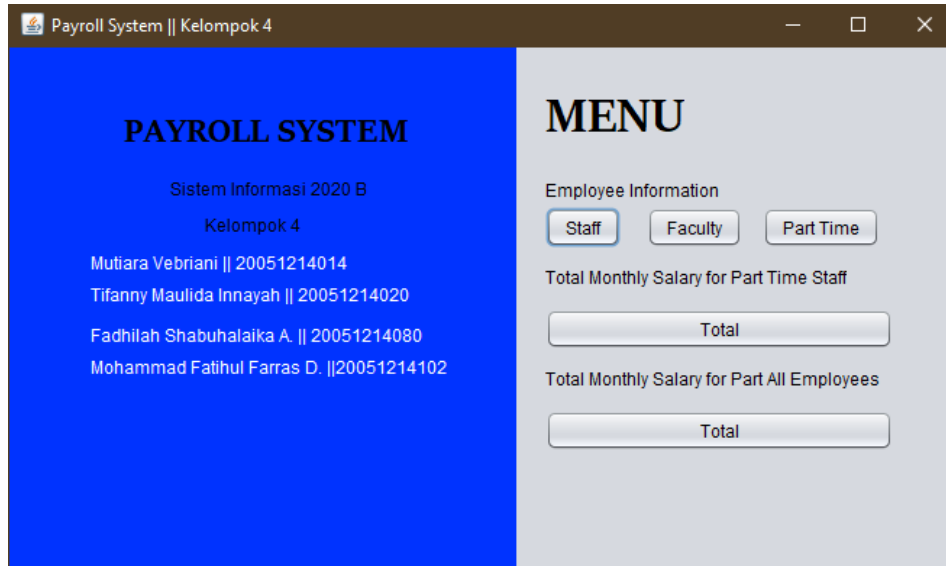 Payroll System || Kelompok 4
PAYROLL SYSTEM
Sistem Informasi 2020 B
Kelompok 4
Mutiara Vebriani || 20051214014
Tifanny Maulida Innayah || 20051214020
Fadhilah Shabuhalaika A. || 20051214080
Mohammad Fatihul Farras D. ||20051214102
MENU
Employee Information
Staff Faculty Part Time
Total Monthly Salary for Part Time Staff
Total
Total Monthly Salary for Part All Employees
Total